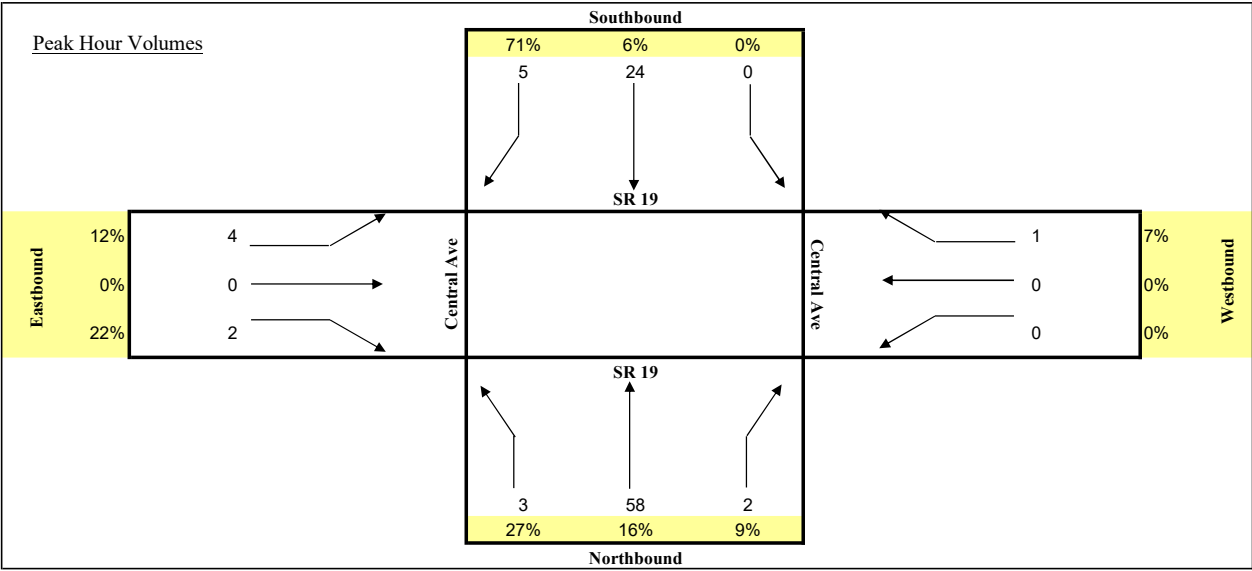 Southbound
Peak Hour Volumes
71% 6% 0%
5 24 0
SR 19
Eastbound
12% 4
0% 0
22% 2
Central Ave
Central Ave
1 7%
0 0%
0 0%
Westbound
SR 19
3 58 2
27% 16% 9%
Northbound